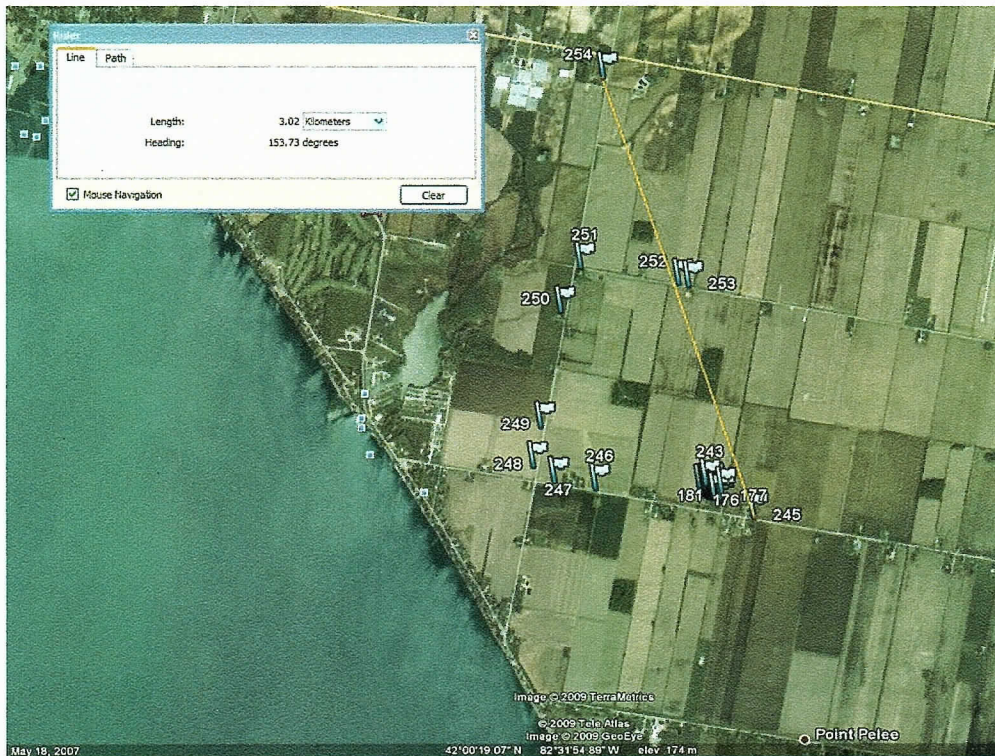 Ruler
Line Path
Length: 3.02 Kilometers
Heading: 153.73 degrees
Mouse Navigation Clear
254
251
252
253
250
249
248
247
246
243
181
176
177
245
Image © 2009 TerraMetrics
© 2009 Tele Atlas
Image © 2009 GeoEye
Point Pelee
May 18, 2007 42°00'19.07" N 82°31'54.89" W elev 174 m